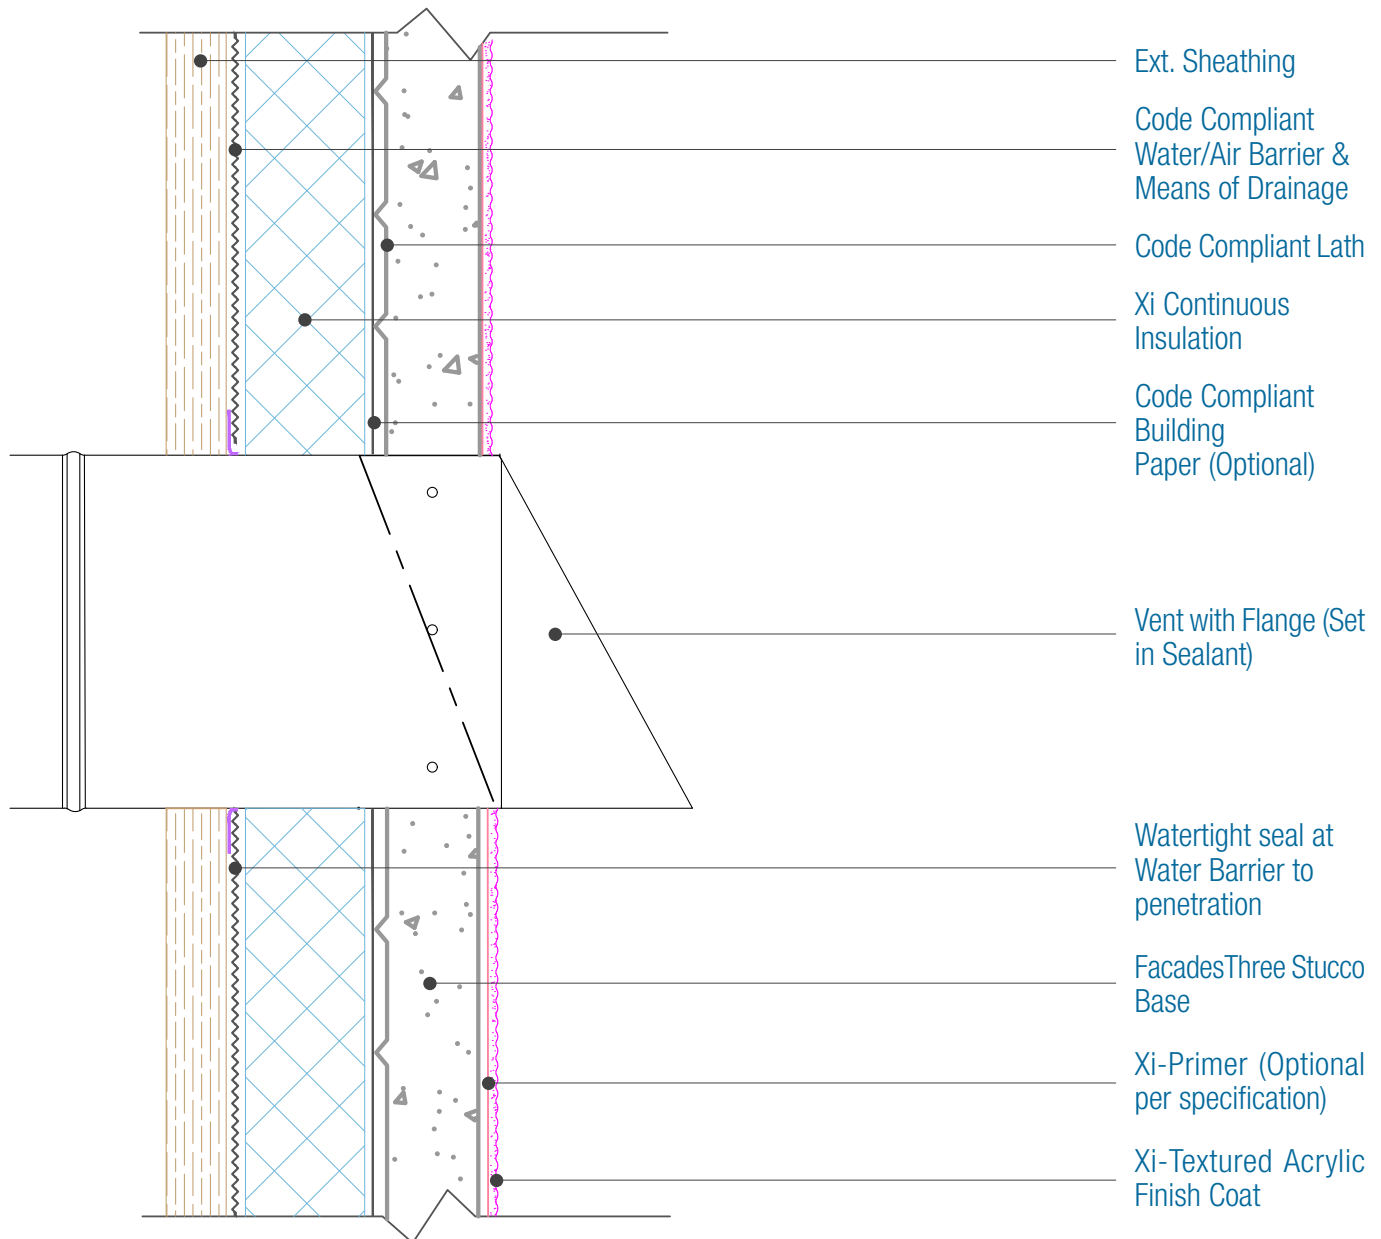 Ext. Sheathing
Code Compliant
Water/Air Barrier &
Means of Drainage
Code Compliant Lath
Xi Continuous
Insulation
Code Compliant
Building
Paper (Optional)
Vent with Flange (Set
in Sealant)
Watertight seal at
Water Barrier to
penetration
FacadesThree Stucco
Base
Xi-Primer (Optional
per specification)
Xi-Textured Acrylic
Finish Coat